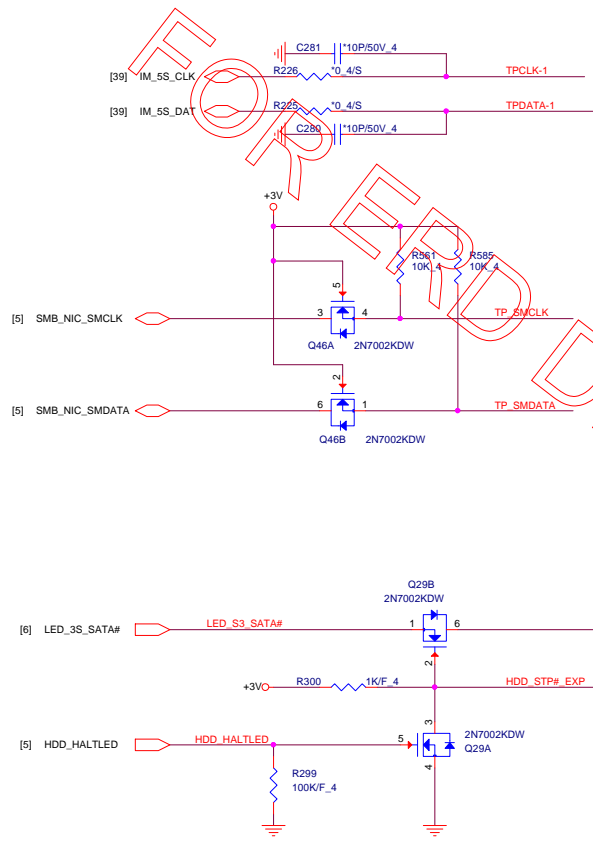 C281 *10P/50V_4
[39] IM_5S_CLK R226 *0_4/S TPCLK-1
[39] IM_5S_DAT R225 *0_4/S TPDATA-1
C280 *10P/50V_4
+3V
R561 10K_4
R585 10K_4
5
[5] SMB_NIC_SMCLK 3 4 TP_SMCLK
Q46A 2N7002KDW
2
[5] SMB_NIC_SMDATA 6 1 TP_SMDATA
Q46B 2N7002KDW
Q29B
2N7002KDW
[6] LED_3S_SATA# LED_S3_SATA# 1 6
2
+3V R300 1K/F_4 HDD_STP#_EXP
3
[5] HDD_HALTLED HDD_HALTLED 5 2N7002KDW
Q29A
4
R299
100K/F_4
FOR ERD D